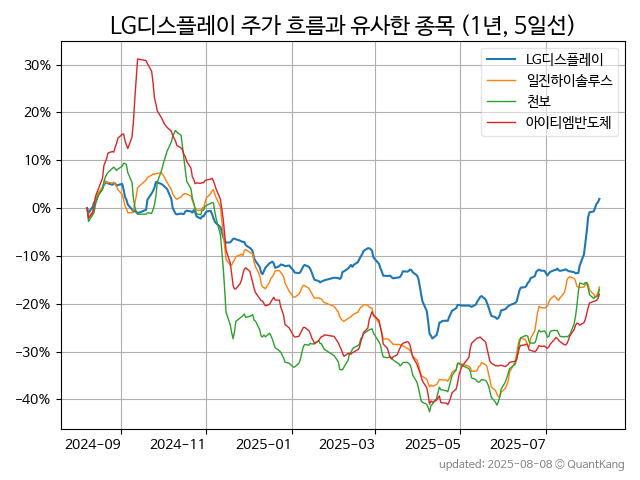 LG디스플레이 주가 흐름과 유사한 종목 (1년, 5일선)
LG디스플레이
일진하이솔루스
천보
아이티엠반도체
30%
20%
10%
0%
−10%
−20%
−30%
−40%
2024-09
2024-11
2025-01
2025-03
2025-05
2025-07
updated: 2025-08-08 © QuantKang